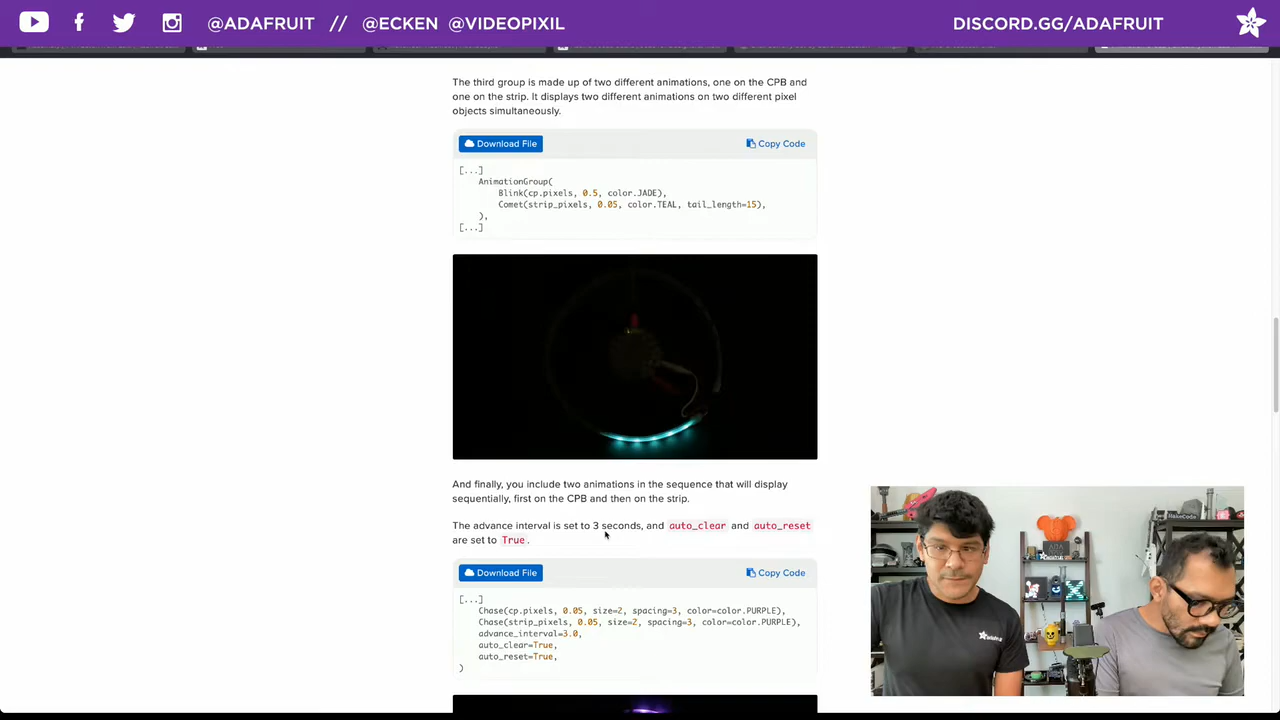 @ADAFRUIT // @ECKEN @VIDEOPIXIL
DISCORD.GG/ADAFRUIT
The third group is made up of two different animations, one on the CPB and
one on the strip. It displays two different animations on two different pixel
objects simultaneously.
Download File
Copy Code
[...]
AnimationGroup(
Blink(cp.pixels, 0.5, color.JADE),
Comet(strip_pixels, 0.05, color.TEAL, tail_length=15),
),
[...]
And finally, you include two animations in the sequence that will display
sequentially, first on the CPB and then on the strip.
The advance interval is set to 3 seconds, and auto_clear and auto_reset
are set to True.
Download File
Copy Code
[...]
Chase(cp.pixels, 0.05, size=2, spacing=3, color=color.PURPLE),
Chase(strip_pixels, 0.05, size=2, spacing=3, color=color.PURPLE),
advance_interval=3.0,
auto_clear=True,
auto_reset=True,
)